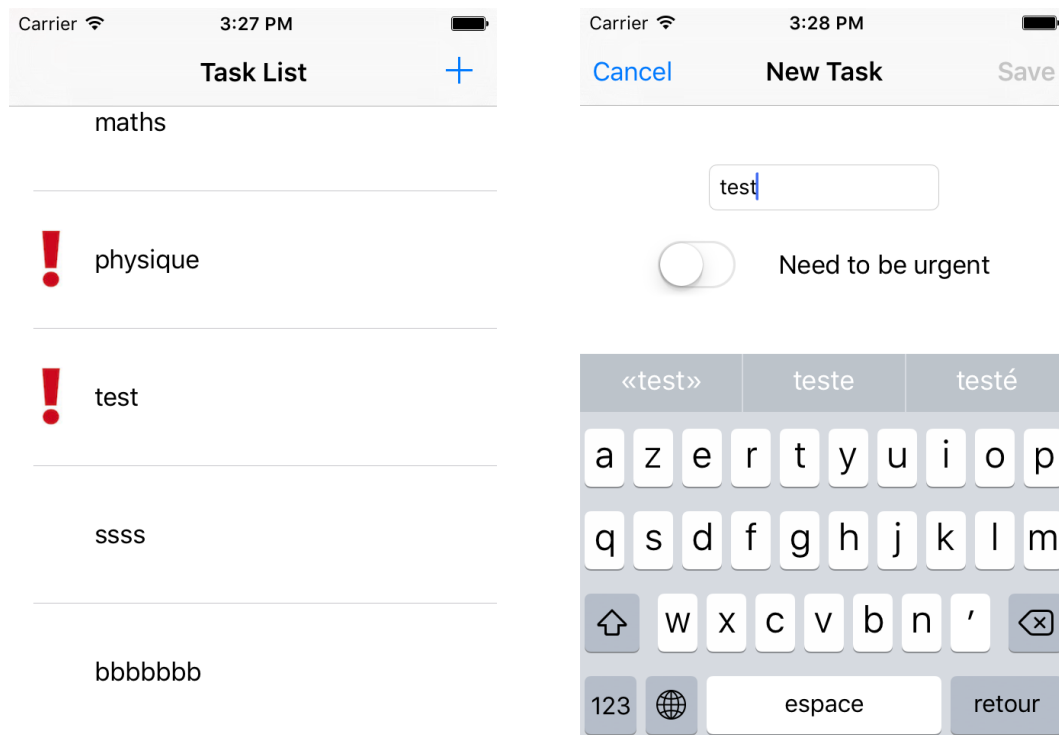 Carrier 3:27 PM
Task List +
maths
physique
test
ssss
bbbbbbb
Carrier 3:28 PM
Cancel New Task Save
test
Need to be urgent
«test» teste testé
a z e r t y u i o p
q s d f g h j k l m
w x c v b n ′
123 espace retour